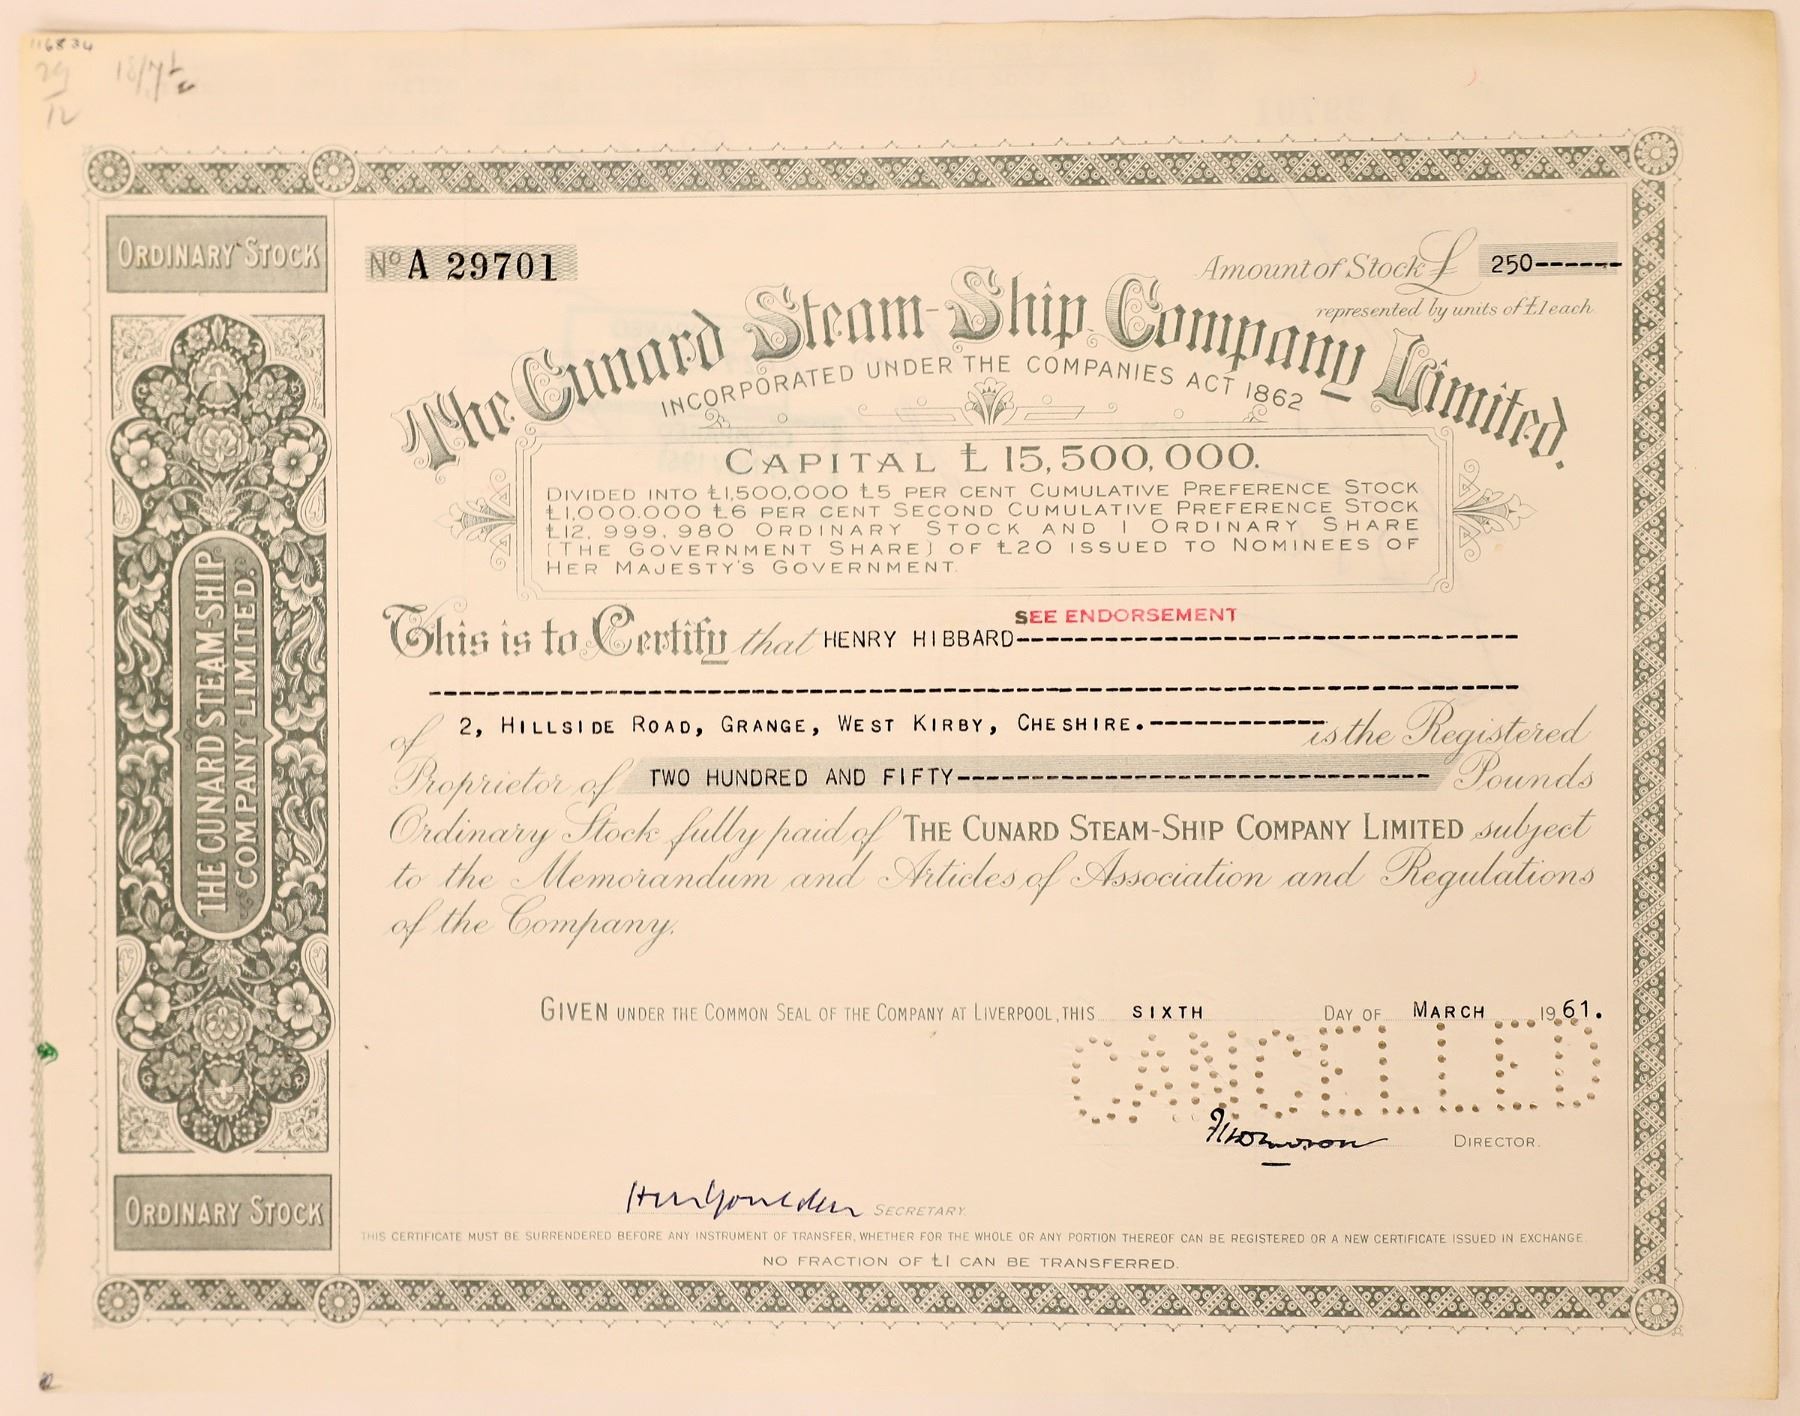 116834
29
12
ORDINARY STOCK
Nº A 29701
Amount of Stock £ 250------
represented by units of £1 each
The Cunard Steam-Ship Company Limited.
INCORPORATED UNDER THE COMPANIES ACT 1862
CAPITAL £15,500,000.
DIVIDED INTO £1,500,000 £5 PER CENT CUMULATIVE PREFERENCE STOCK
£1,000.000 £6 PER CENT SECOND CUMULATIVE PREFERENCE STOCK
£12,999,980 ORDINARY STOCK AND 1 ORDINARY SHARE
(THE GOVERNMENT SHARE) OF £20 ISSUED TO NOMINEES OF
HER MAJESTY'S GOVERNMENT.
SEE ENDORSEMENT
This is to Certify that HENRY HIBBARD
of 2, HILLSIDE ROAD, GRANGE, WEST KIRBY, CHESHIRE.------------is the Registered
Proprietor of TWO HUNDRED AND FIFTY Pounds
Ordinary Stock fully paid of THE CUNARD STEAM-SHIP COMPANY LIMITED subject
to the Memorandum and Articles of Association and Regulations
of the Company.
GIVEN UNDER THE COMMON SEAL OF THE COMPANY AT LIVERPOOL, THIS SIXTH DAY OF MARCH 1961.
CANCELLED
DIRECTOR.
SECRETARY.
THIS CERTIFICATE MUST BE SURRENDERED BEFORE ANY INSTRUMENT OF TRANSFER, WHETHER FOR THE WHOLE OR ANY PORTION THEREOF CAN BE REGISTERED OR A NEW CERTIFICATE ISSUED IN EXCHANGE.
NO FRACTION OF £1 CAN BE TRANSFERRED.
THE CUNARD STEAM-SHIP
COMPANY LIMITED.
ORDINARY STOCK